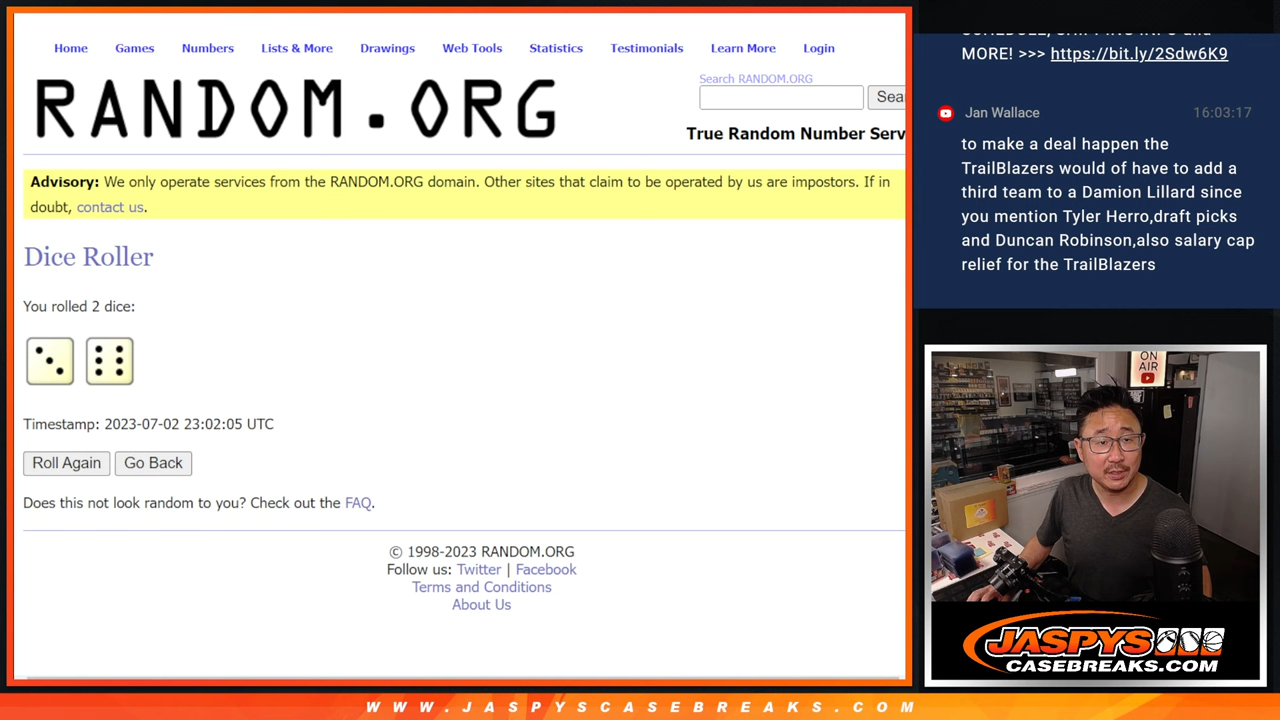 Home Games Numbers Lists & More Drawings Web Tools Statistics Testimonials Learn More Login
RANDOM.ORG
Search RANDOM.ORG
Sea
True Random Number Serv
Advisory: We only operate services from the RANDOM.ORG domain. Other sites that claim to be operated by us are impostors. If in
doubt, contact us.
Dice Roller
You rolled 2 dice:
Timestamp: 2023-07-02 23:02:05 UTC
Roll Again Go Back
Does this not look random to you? Check out the FAQ.
© 1998-2023 RANDOM.ORG
Follow us: Twitter | Facebook
Terms and Conditions
About Us
MORE! >>> https://bit.ly/2Sdw6K9
Jan Wallace 16:03:17
to make a deal happen the
TrailBlazers would of have to add a
third team to a Damion Lillard since
you mention Tyler Herro,draft picks
and Duncan Robinson,also salary cap
relief for the TrailBlazers
ON
AIR
JASPYS
CASEBREAKS.COM
WWW.JASPYSCASEBREAKS.COM